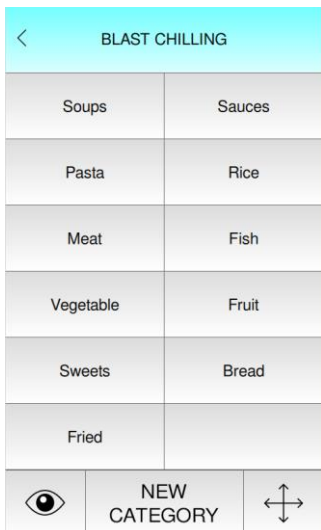 BLAST CHILLING
Soups
Sauces
Pasta
Rice
Meat
Fish
Vegetable
Fruit
Sweets
Bread
Fried
NEW
CATEGORY